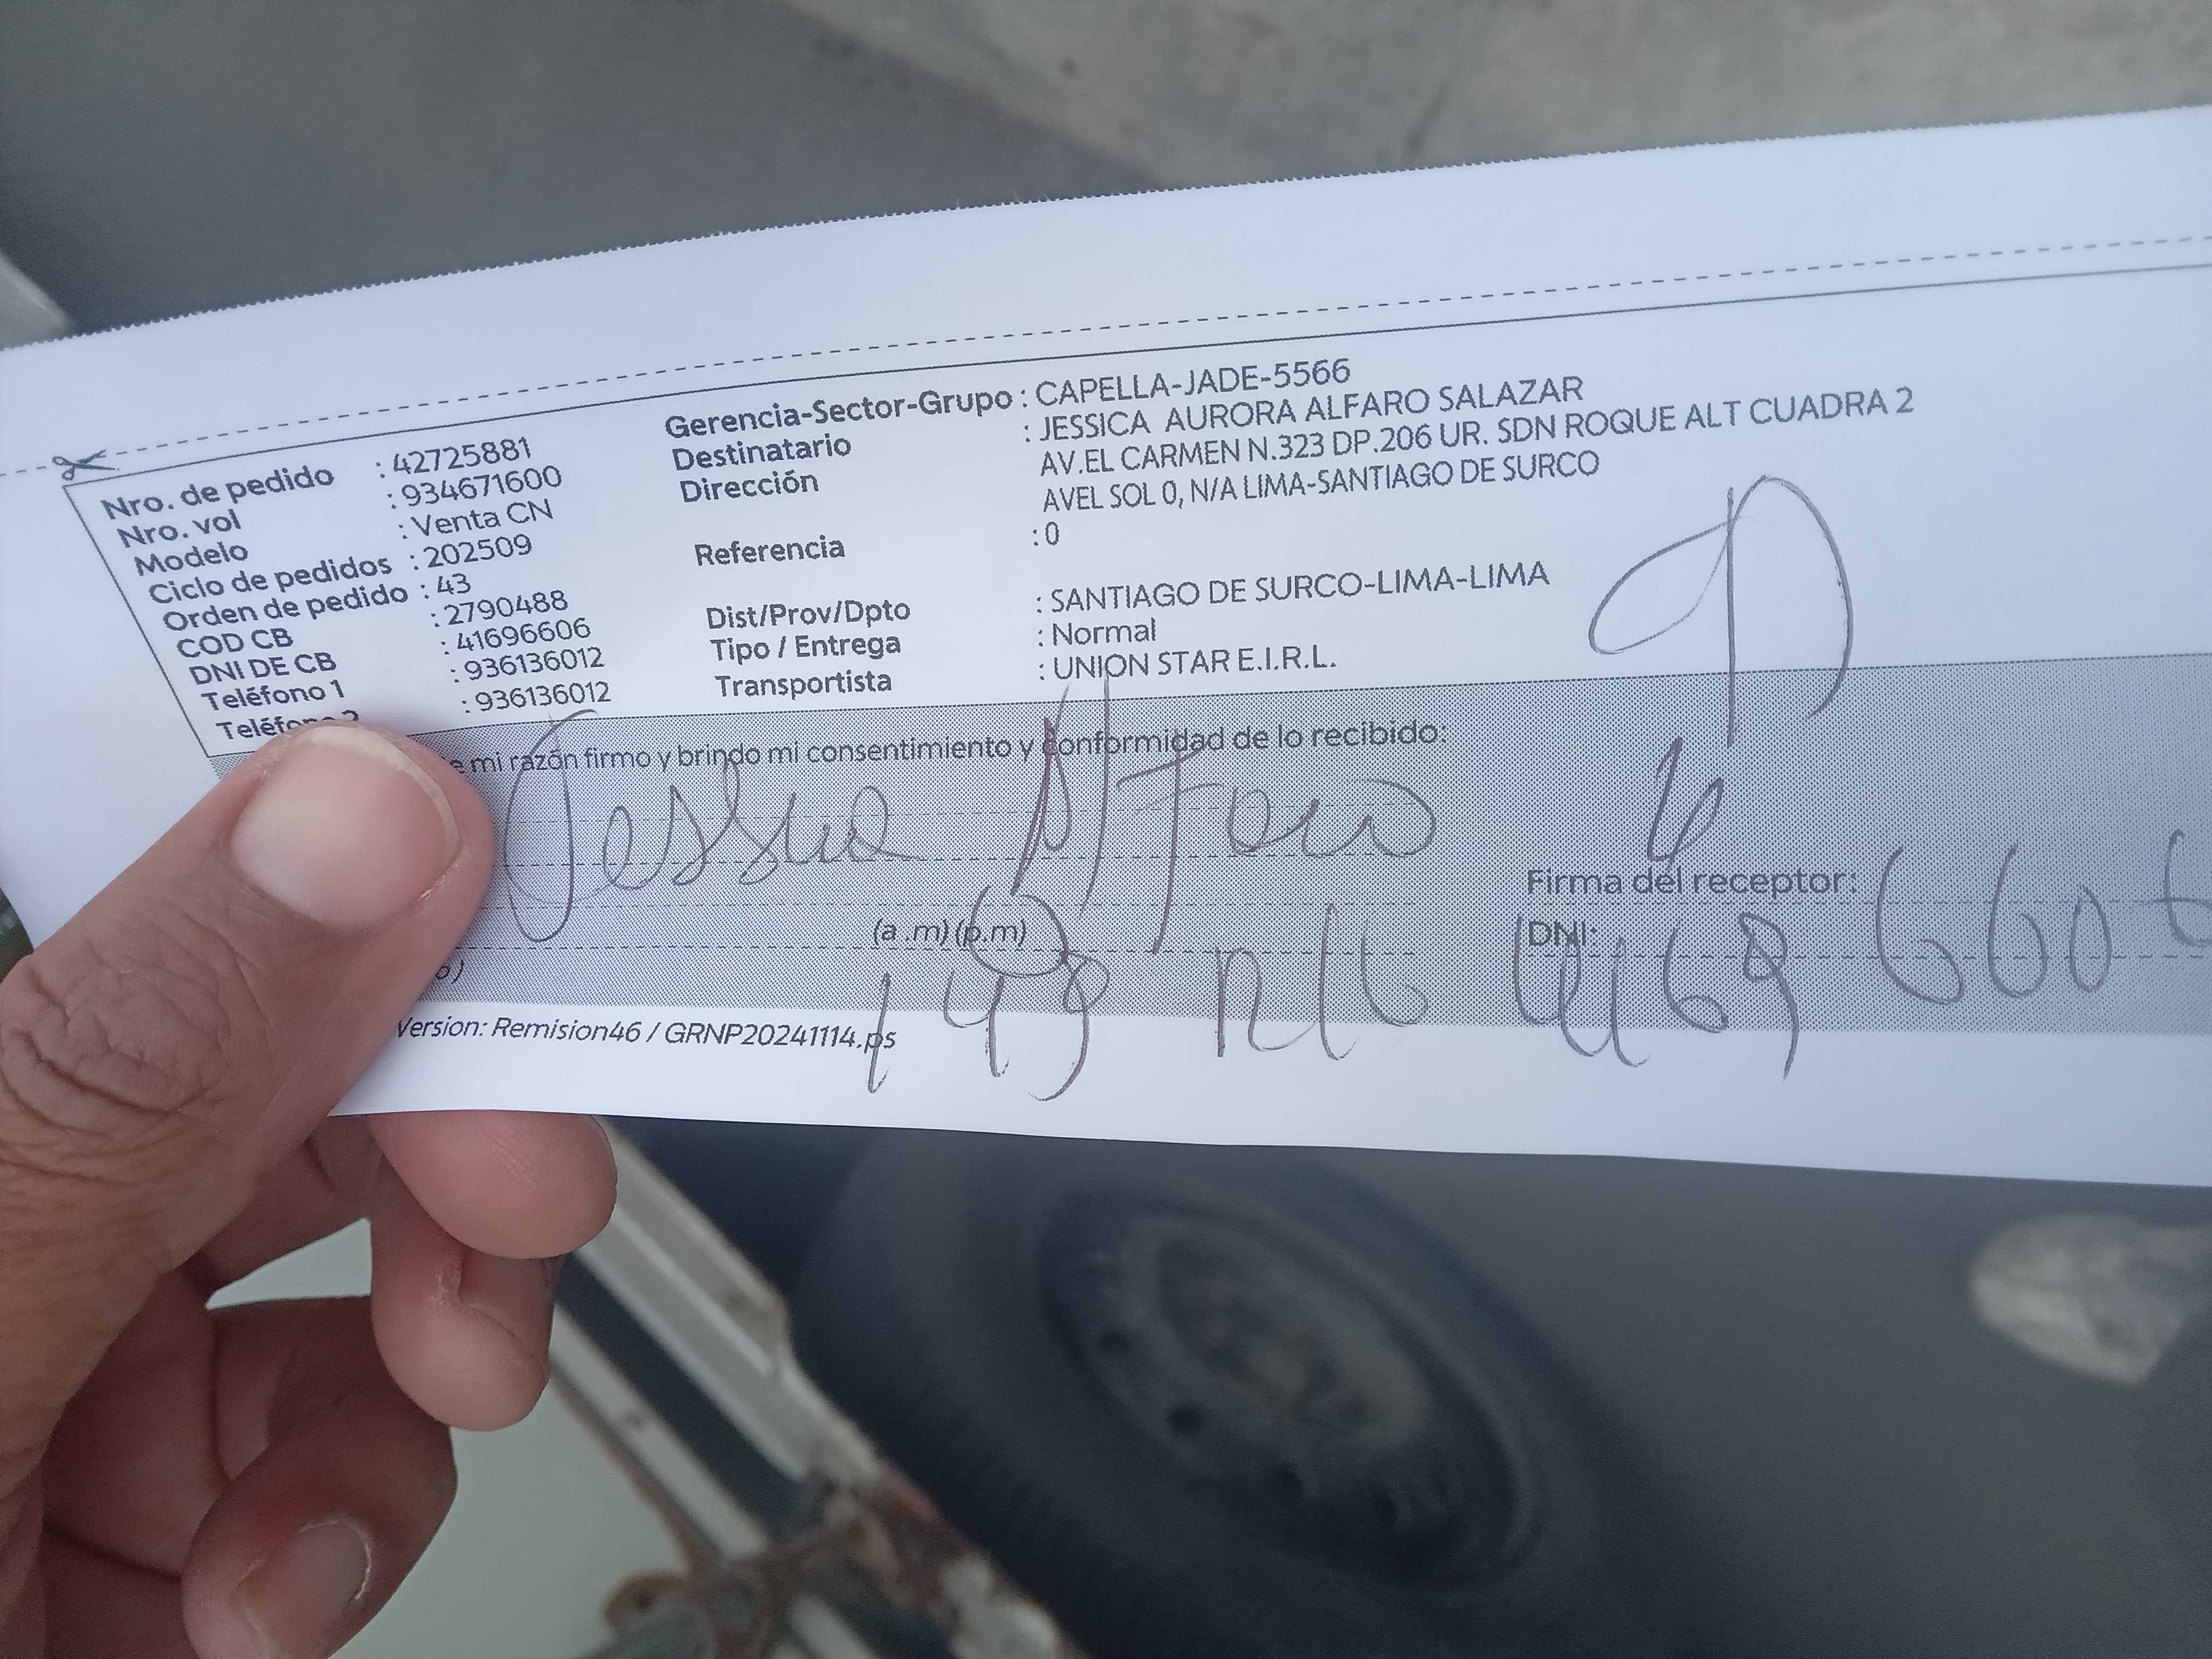 Nro. de pedido : 42725881
Nro. vol : 934671600
Modelo : Venta CN
Ciclo de pedidos : 202509
Orden de pedido : 43
COD CB : 2790488
DNI DE CB : 41696606
Teléfono 1 : 936136012
Teléfono 2 : 936136012
Gerencia-Sector-Grupo : CAPELLA-JADE-5566
Destinatario : JESSICA AURORA ALFARO SALAZAR
Dirección AV.EL CARMEN N.323 DP.206 UR. SDN ROQUE ALT CUADRA 2
AVEL SOL 0, N/A LIMA-SANTIAGO DE SURCO
Referencia : 0
Dist/Prov/Dpto : SANTIAGO DE SURCO-LIMA-LIMA
Tipo / Entrega : Normal
Transportista : UNION STAR E.I.R.L.
e mi razón firmo y brindo mi consentimiento y conformidad de lo recibido:
Alfaro
Firma del receptor:
(a .m) (p.m)
DNI: 4169660
o)
Version: Remision46 / GRNP20241114.ps